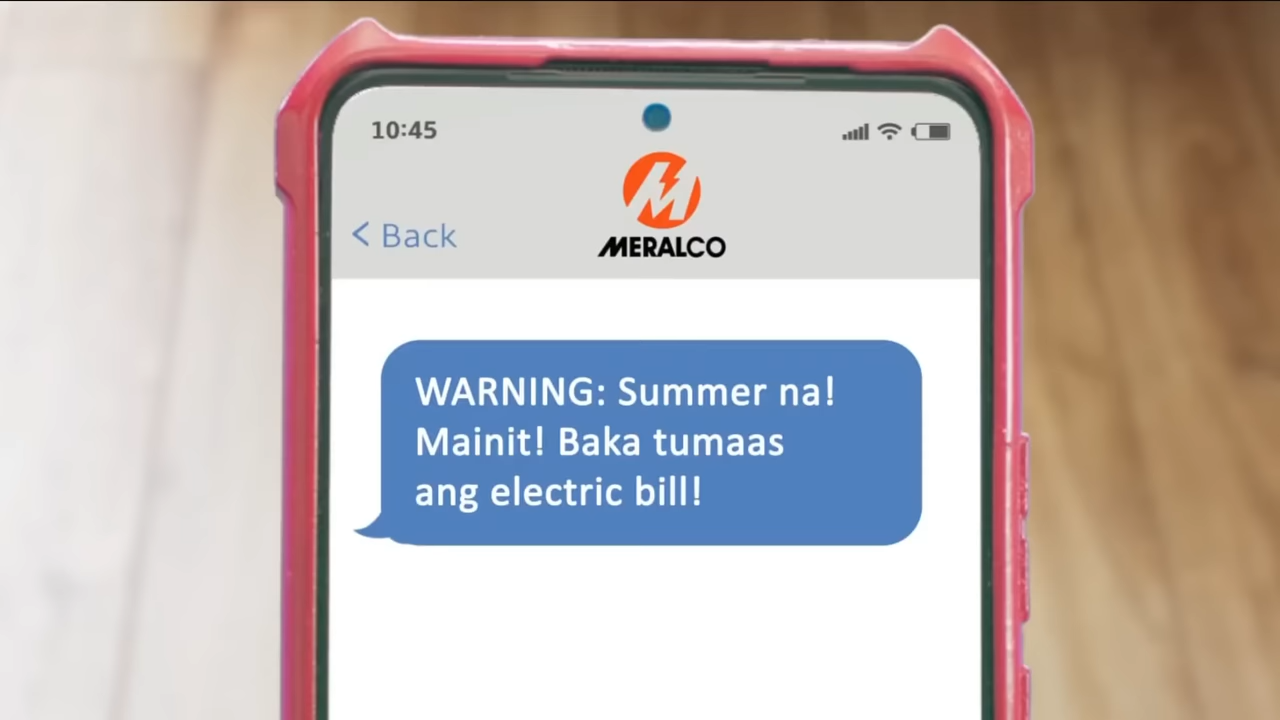 10:45
< Back
MERALCO
WARNING: Summer na!
Mainit! Baka tumaas
ang electric bill!